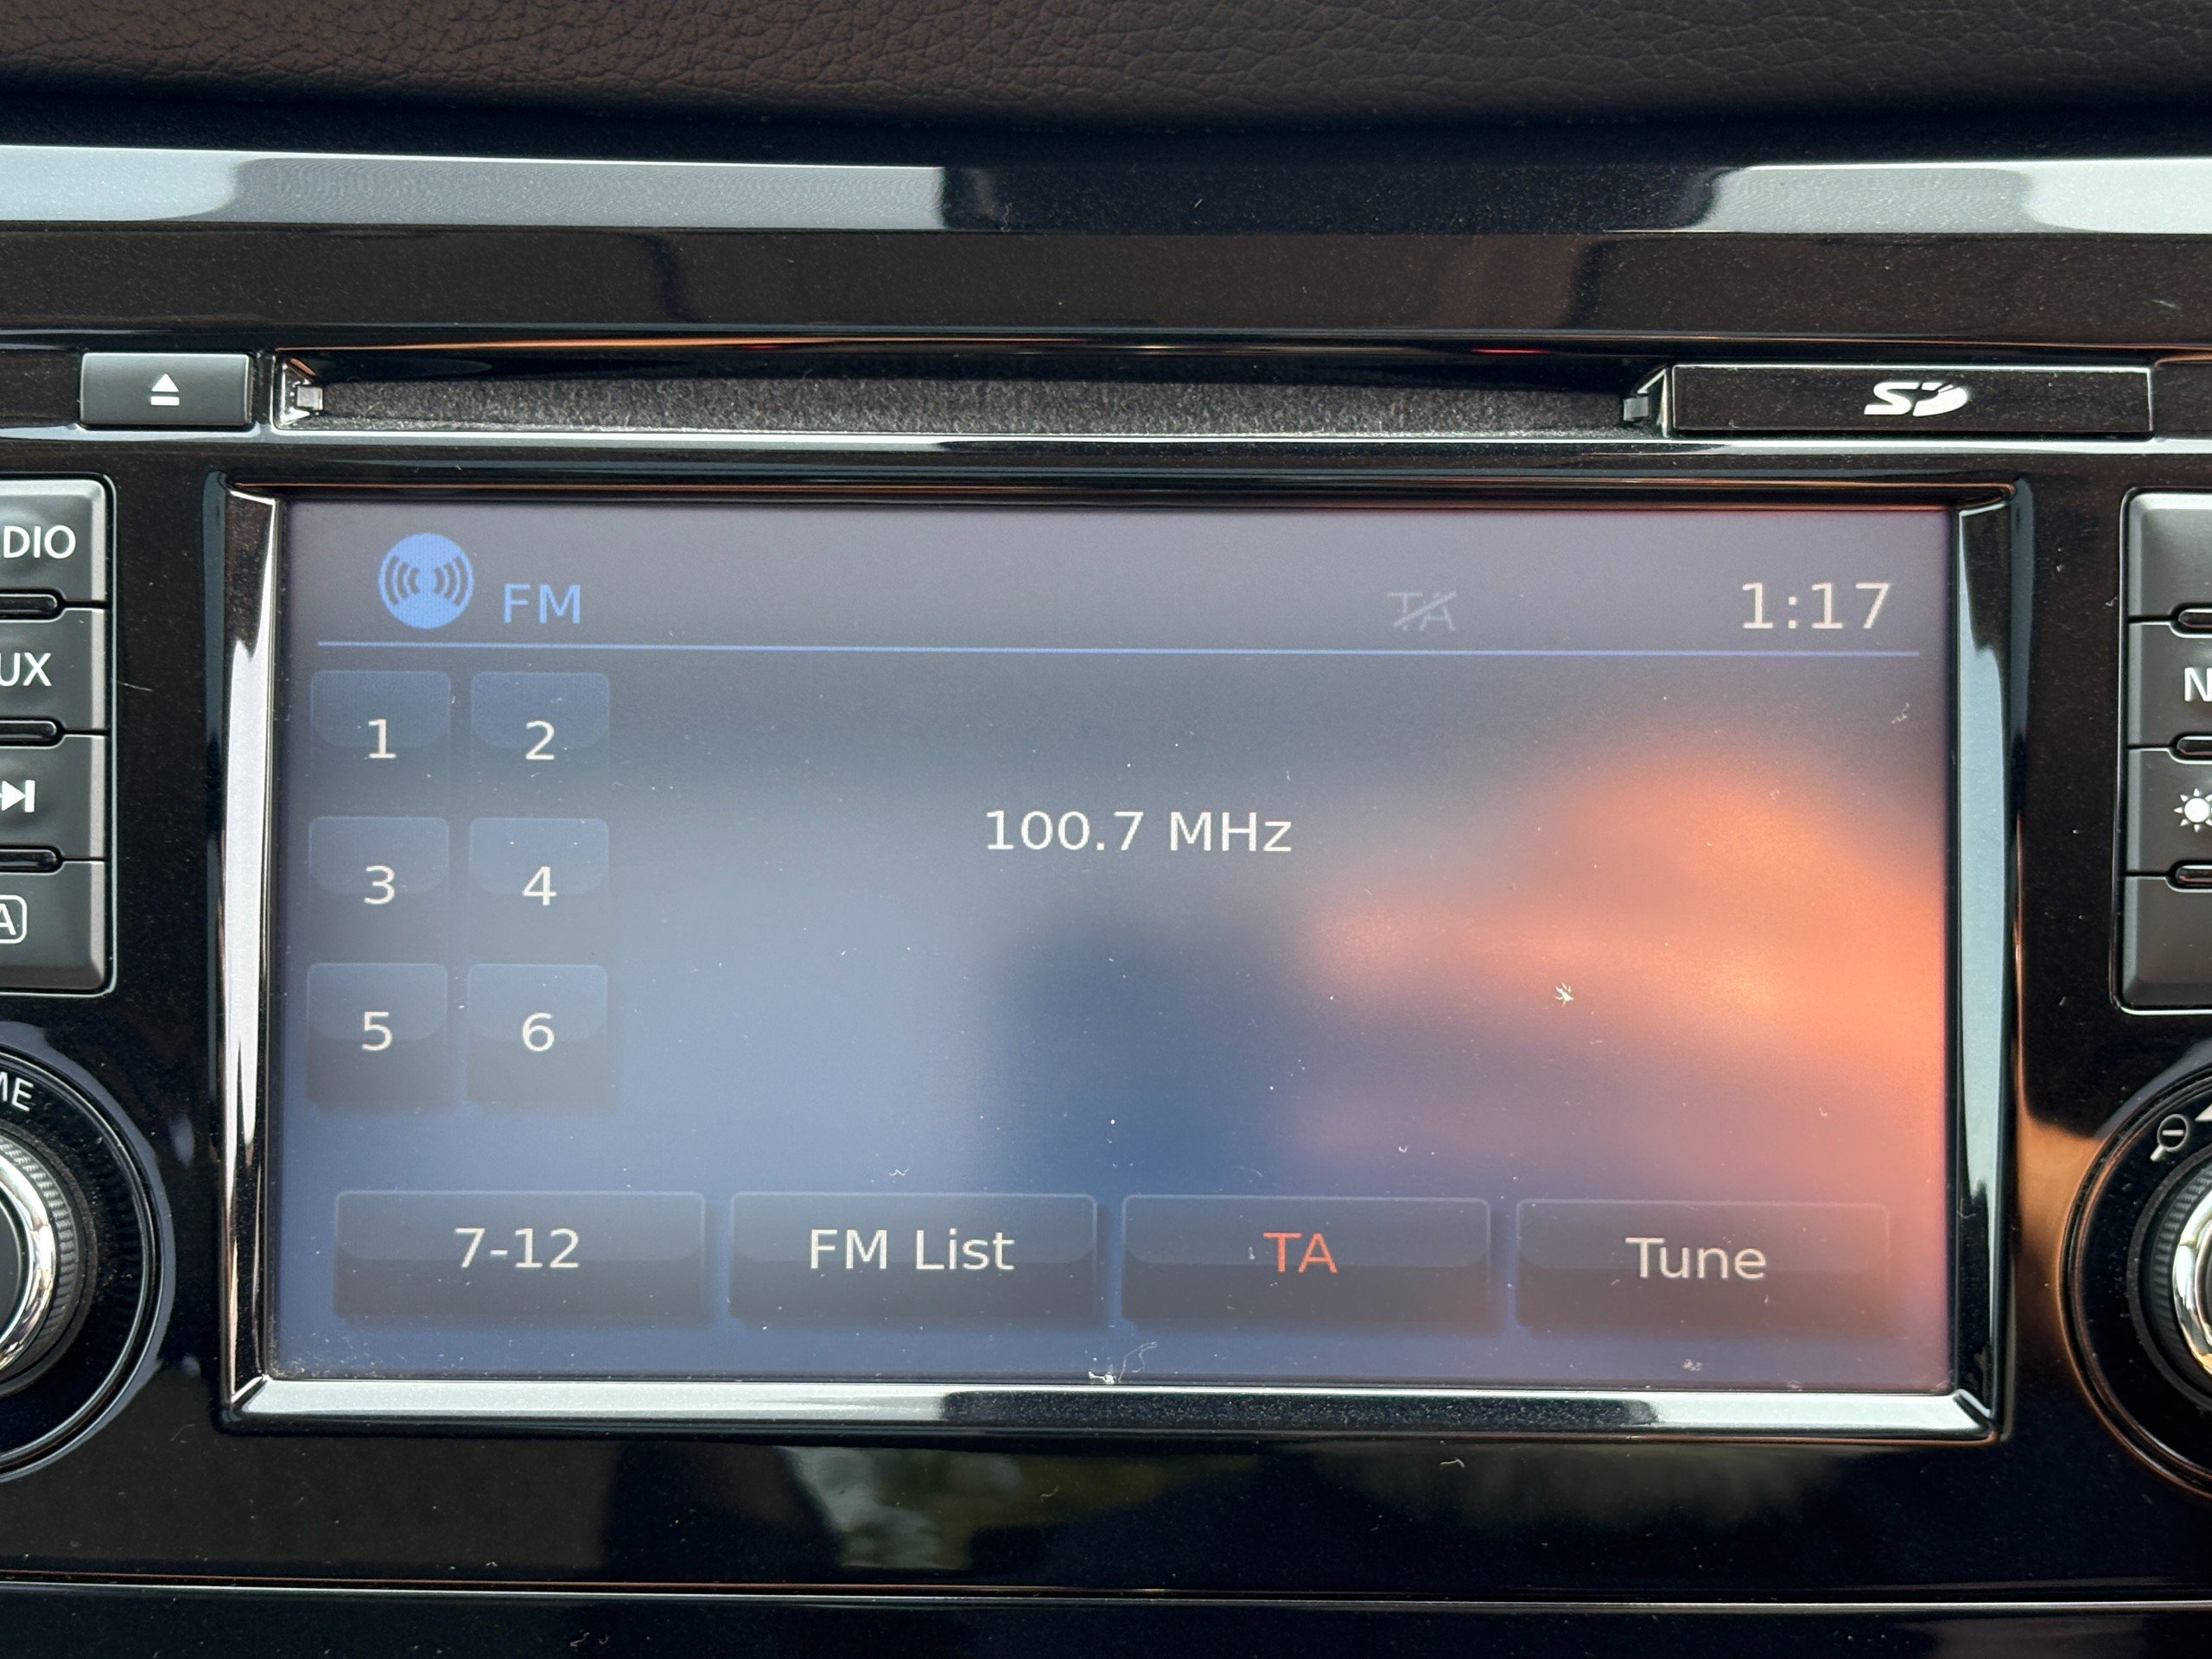 SD
DIO
UX
A
ME
N
FM TA 1:17
1 2
100.7 MHz
3 4
5 6
7-12 FM List TA Tune